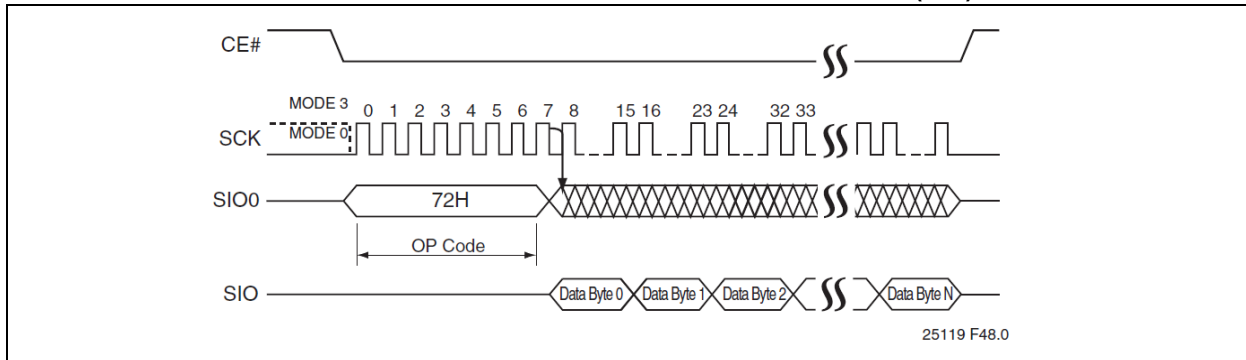 CE#
MODE 3
0 1 2 3 4 5 6 7 8 15 16 23 24 32 33
SCK
MODE 0
SIO0
72H
OP Code
SIO
Data Byte 0 Data Byte 1 Data Byte 2 Data Byte N
25119 F48.0